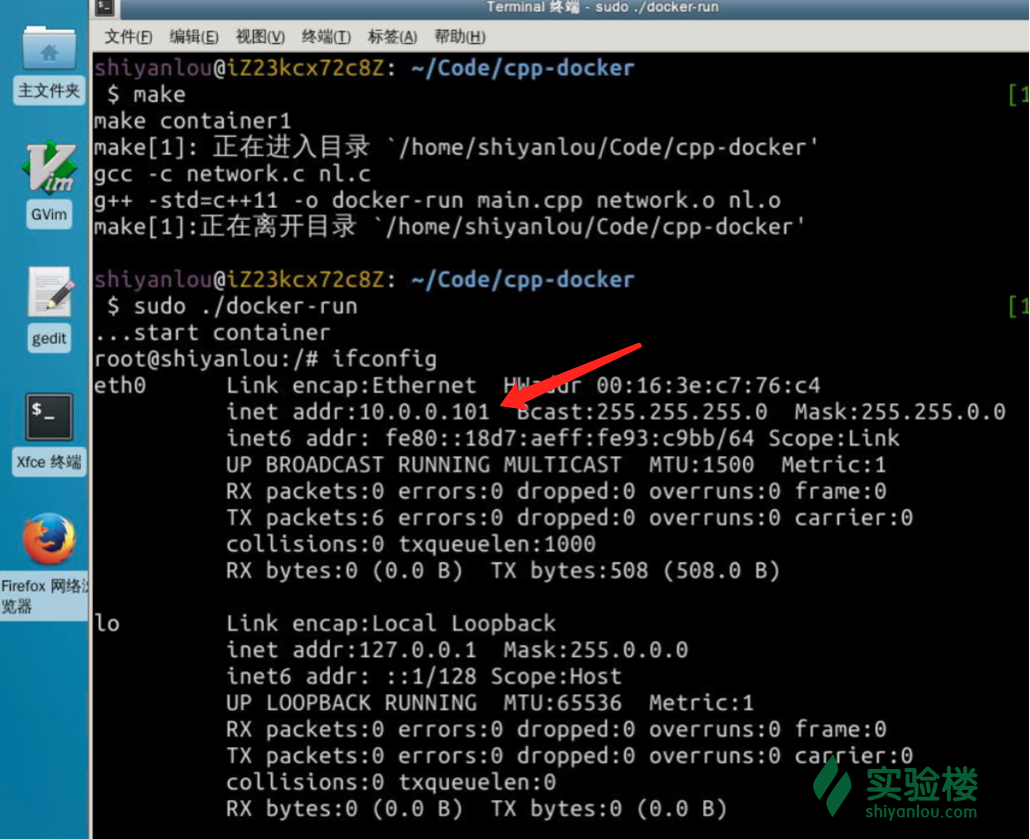 Terminal 终端 - sudo ./docker-run
文件(F) 编辑(E) 视图(V) 终端(T) 标签(A) 帮助(H)
主文件夹
GVim
gedit
Xfce 终端
Firefox 网络浏
览器
shiyanlou@iZ23kcx72c8Z: ~/Code/cpp-docker
$ make [1
make container1
make[1]: 正在进入目录 `/home/shiyanlou/Code/cpp-docker'
gcc -c network.c nl.c
g++ -std=c++11 -o docker-run main.cpp network.o nl.o
make[1]:正在离开目录 `/home/shiyanlou/Code/cpp-docker'
shiyanlou@iZ23kcx72c8Z: ~/Code/cpp-docker
$ sudo ./docker-run [1
...start container
root@shiyanlou:/# ifconfig
eth0 Link encap:Ethernet HWaddr 00:16:3e:c7:76:c4
inet addr:10.0.0.101 Bcast:255.255.255.0 Mask:255.255.0.0
inet6 addr: fe80::18d7:aeff:fe93:c9bb/64 Scope:Link
UP BROADCAST RUNNING MULTICAST MTU:1500 Metric:1
RX packets:0 errors:0 dropped:0 overruns:0 frame:0
TX packets:6 errors:0 dropped:0 overruns:0 carrier:0
collisions:0 txqueuelen:1000
RX bytes:0 (0.0 B) TX bytes:508 (508.0 B)
lo Link encap:Local Loopback
inet addr:127.0.0.1 Mask:255.0.0.0
inet6 addr: ::1/128 Scope:Host
UP LOOPBACK RUNNING MTU:65536 Metric:1
RX packets:0 errors:0 dropped:0 overruns:0 frame:0
TX packets:0 errors:0 dropped:0 overruns:0 carrier:0
collisions:0 txqueuelen:0
RX bytes:0 (0.0 B) TX bytes:0 (0.0 B)
实验楼
shiyanlou.com